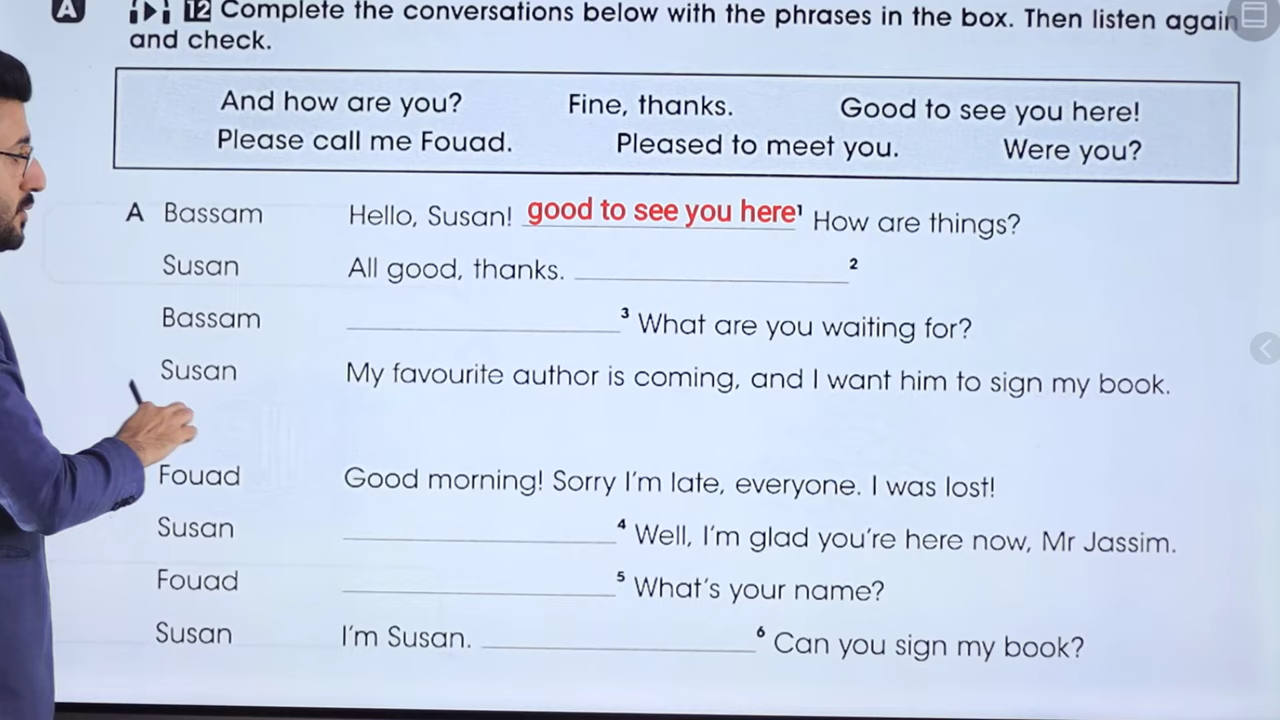 A 12 Complete the conversations below with the phrases in the box. Then listen again
and check.
And how are you? Fine, thanks. Good to see you here!
Please call me Fouad. Pleased to meet you. Were you?
A Bassam Hello, Susan! good to see you here ¹ How are things?
Susan All good, thanks. ____________ ²
Bassam ____________ ³ What are you waiting for?
Susan My favourite author is coming, and I want him to sign my book.
Fouad Good morning! Sorry I'm late, everyone. I was lost!
Susan ____________ ⁴ Well, I'm glad you're here now, Mr Jassim.
Fouad ____________ ⁵ What's your name?
Susan I'm Susan. ____________ ⁶ Can you sign my book?